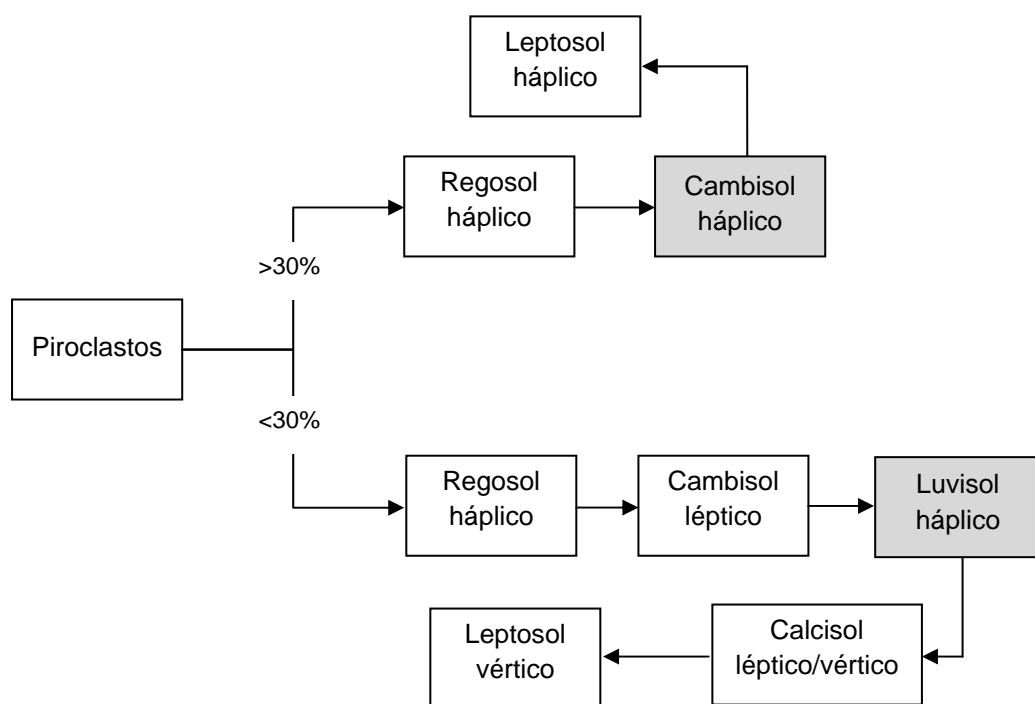 Leptosol
háplico
Regosol
háplico
Cambisol
háplico
>30%
Piroclastos
<30%
Regosol
háplico
Cambisol
léptico
Luvisol
háplico
Leptosol
vértico
Calcisol
léptico/vértico